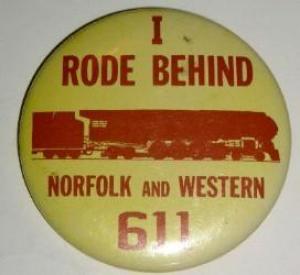 I
RODE BEHIND
NORFOLK AND WESTERN
611